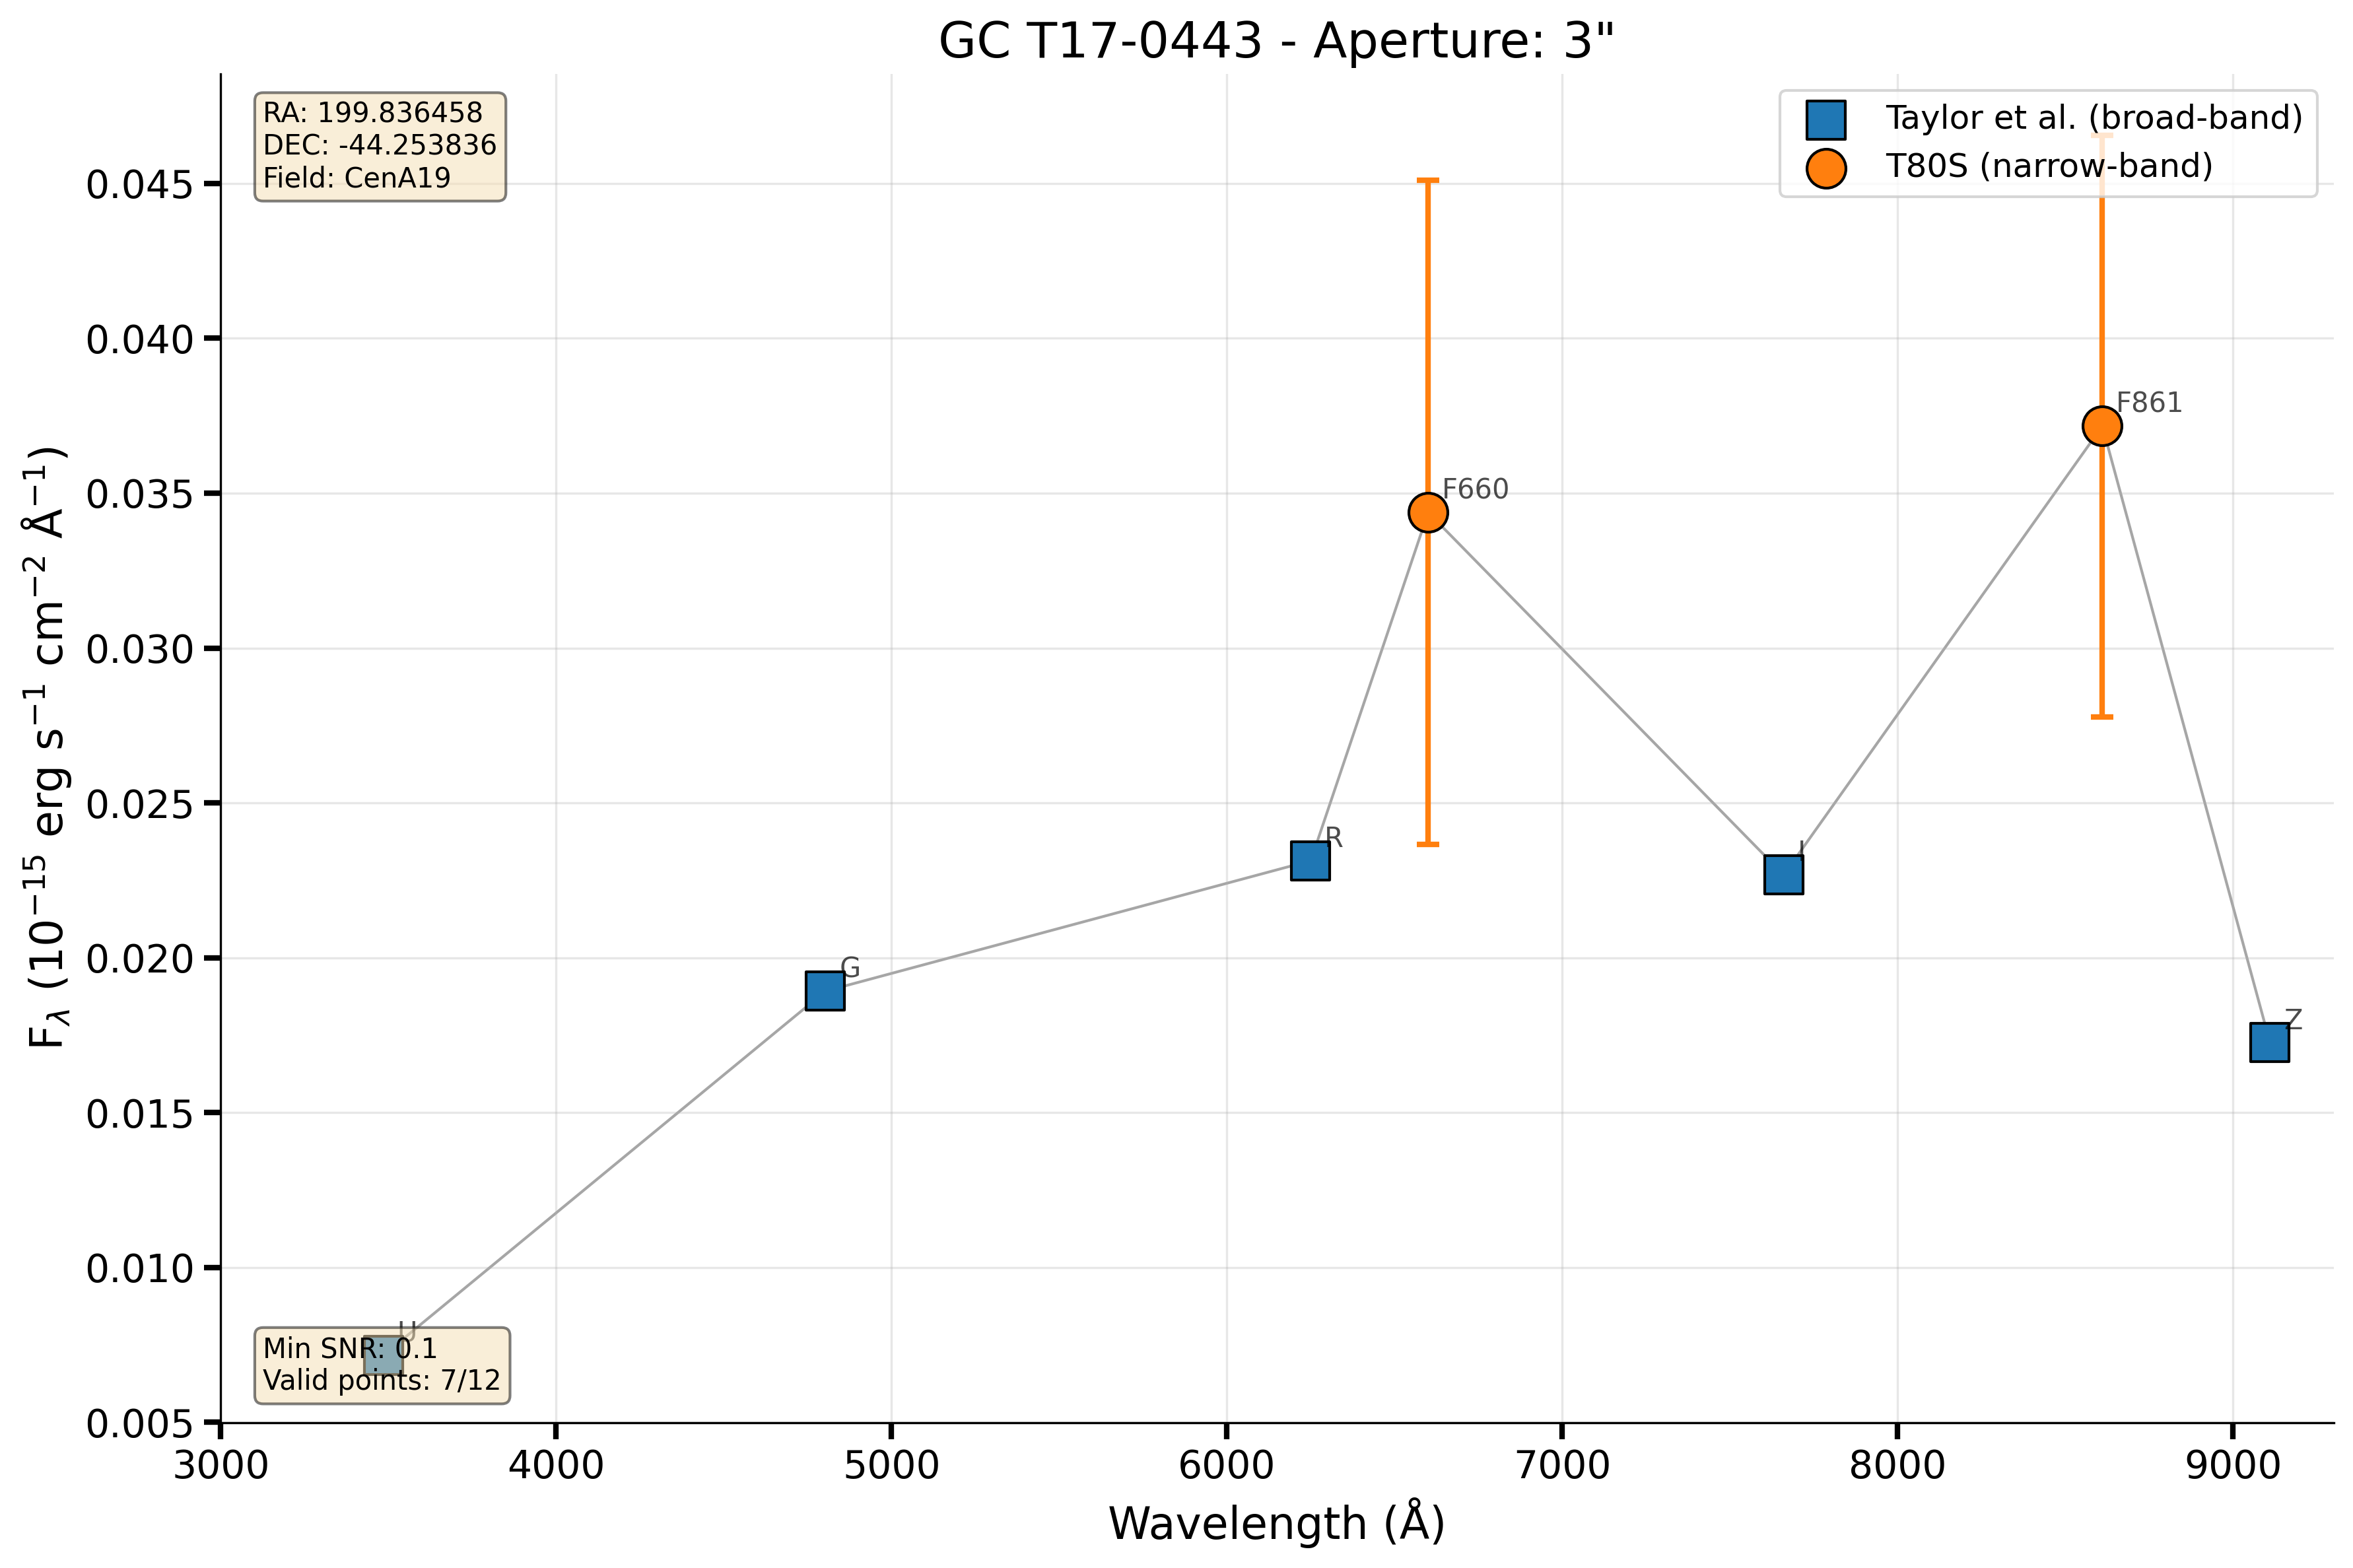 GC T17-0443 - Aperture: 3"
RA: 199.836458
DEC: -44.253836
Field: CenA19
Taylor et al. (broad-band)
T80S (narrow-band)
0.045
0.040
0.035
0.030
0.025
0.020
0.015
0.010
0.005
F_λ (10⁻¹⁵ erg s⁻¹ cm⁻² Å⁻¹)
F861
F660
R
I
G
Z
U
Min SNR: 0.1
Valid points: 7/12
3000 4000 5000 6000 7000 8000 9000
Wavelength (Å)